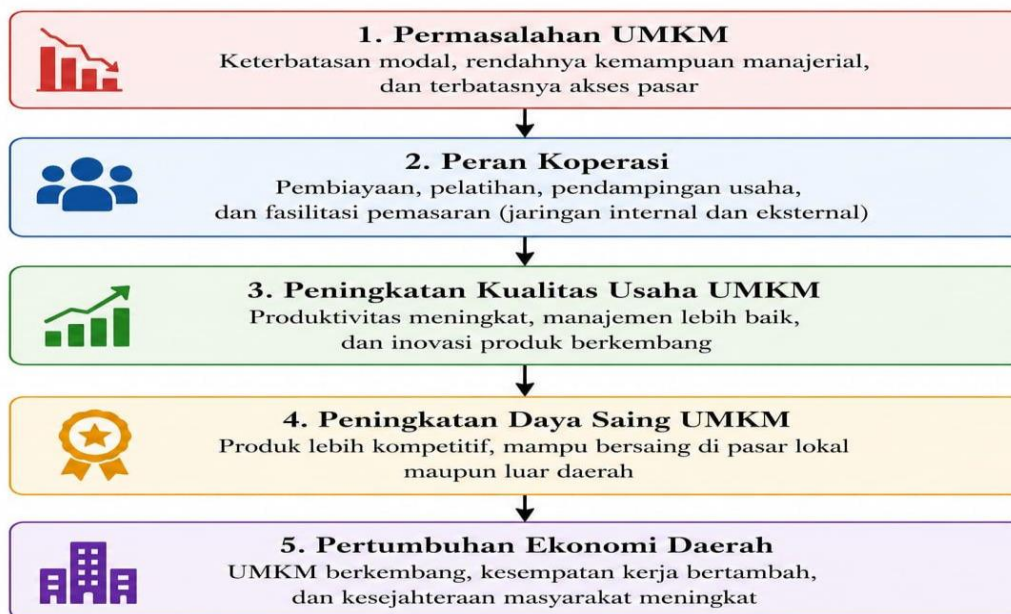 1. Permasalahan UMKM
Keterbatasan modal, rendahnya kemampuan manajerial,
dan terbatasnya akses pasar
2. Peran Koperasi
Pembiayaan, pelatihan, pendampingan usaha,
dan fasilitasi pemasaran (jaringan internal dan eksternal)
3. Peningkatan Kualitas Usaha UMKM
Produktivitas meningkat, manajemen lebih baik,
dan inovasi produk berkembang
4. Peningkatan Daya Saing UMKM
Produk lebih kompetitif, mampu bersaing di pasar lokal
maupun luar daerah
5. Pertumbuhan Ekonomi Daerah
UMKM berkembang, kesempatan kerja bertambah,
dan kesejahteraan masyarakat meningkat